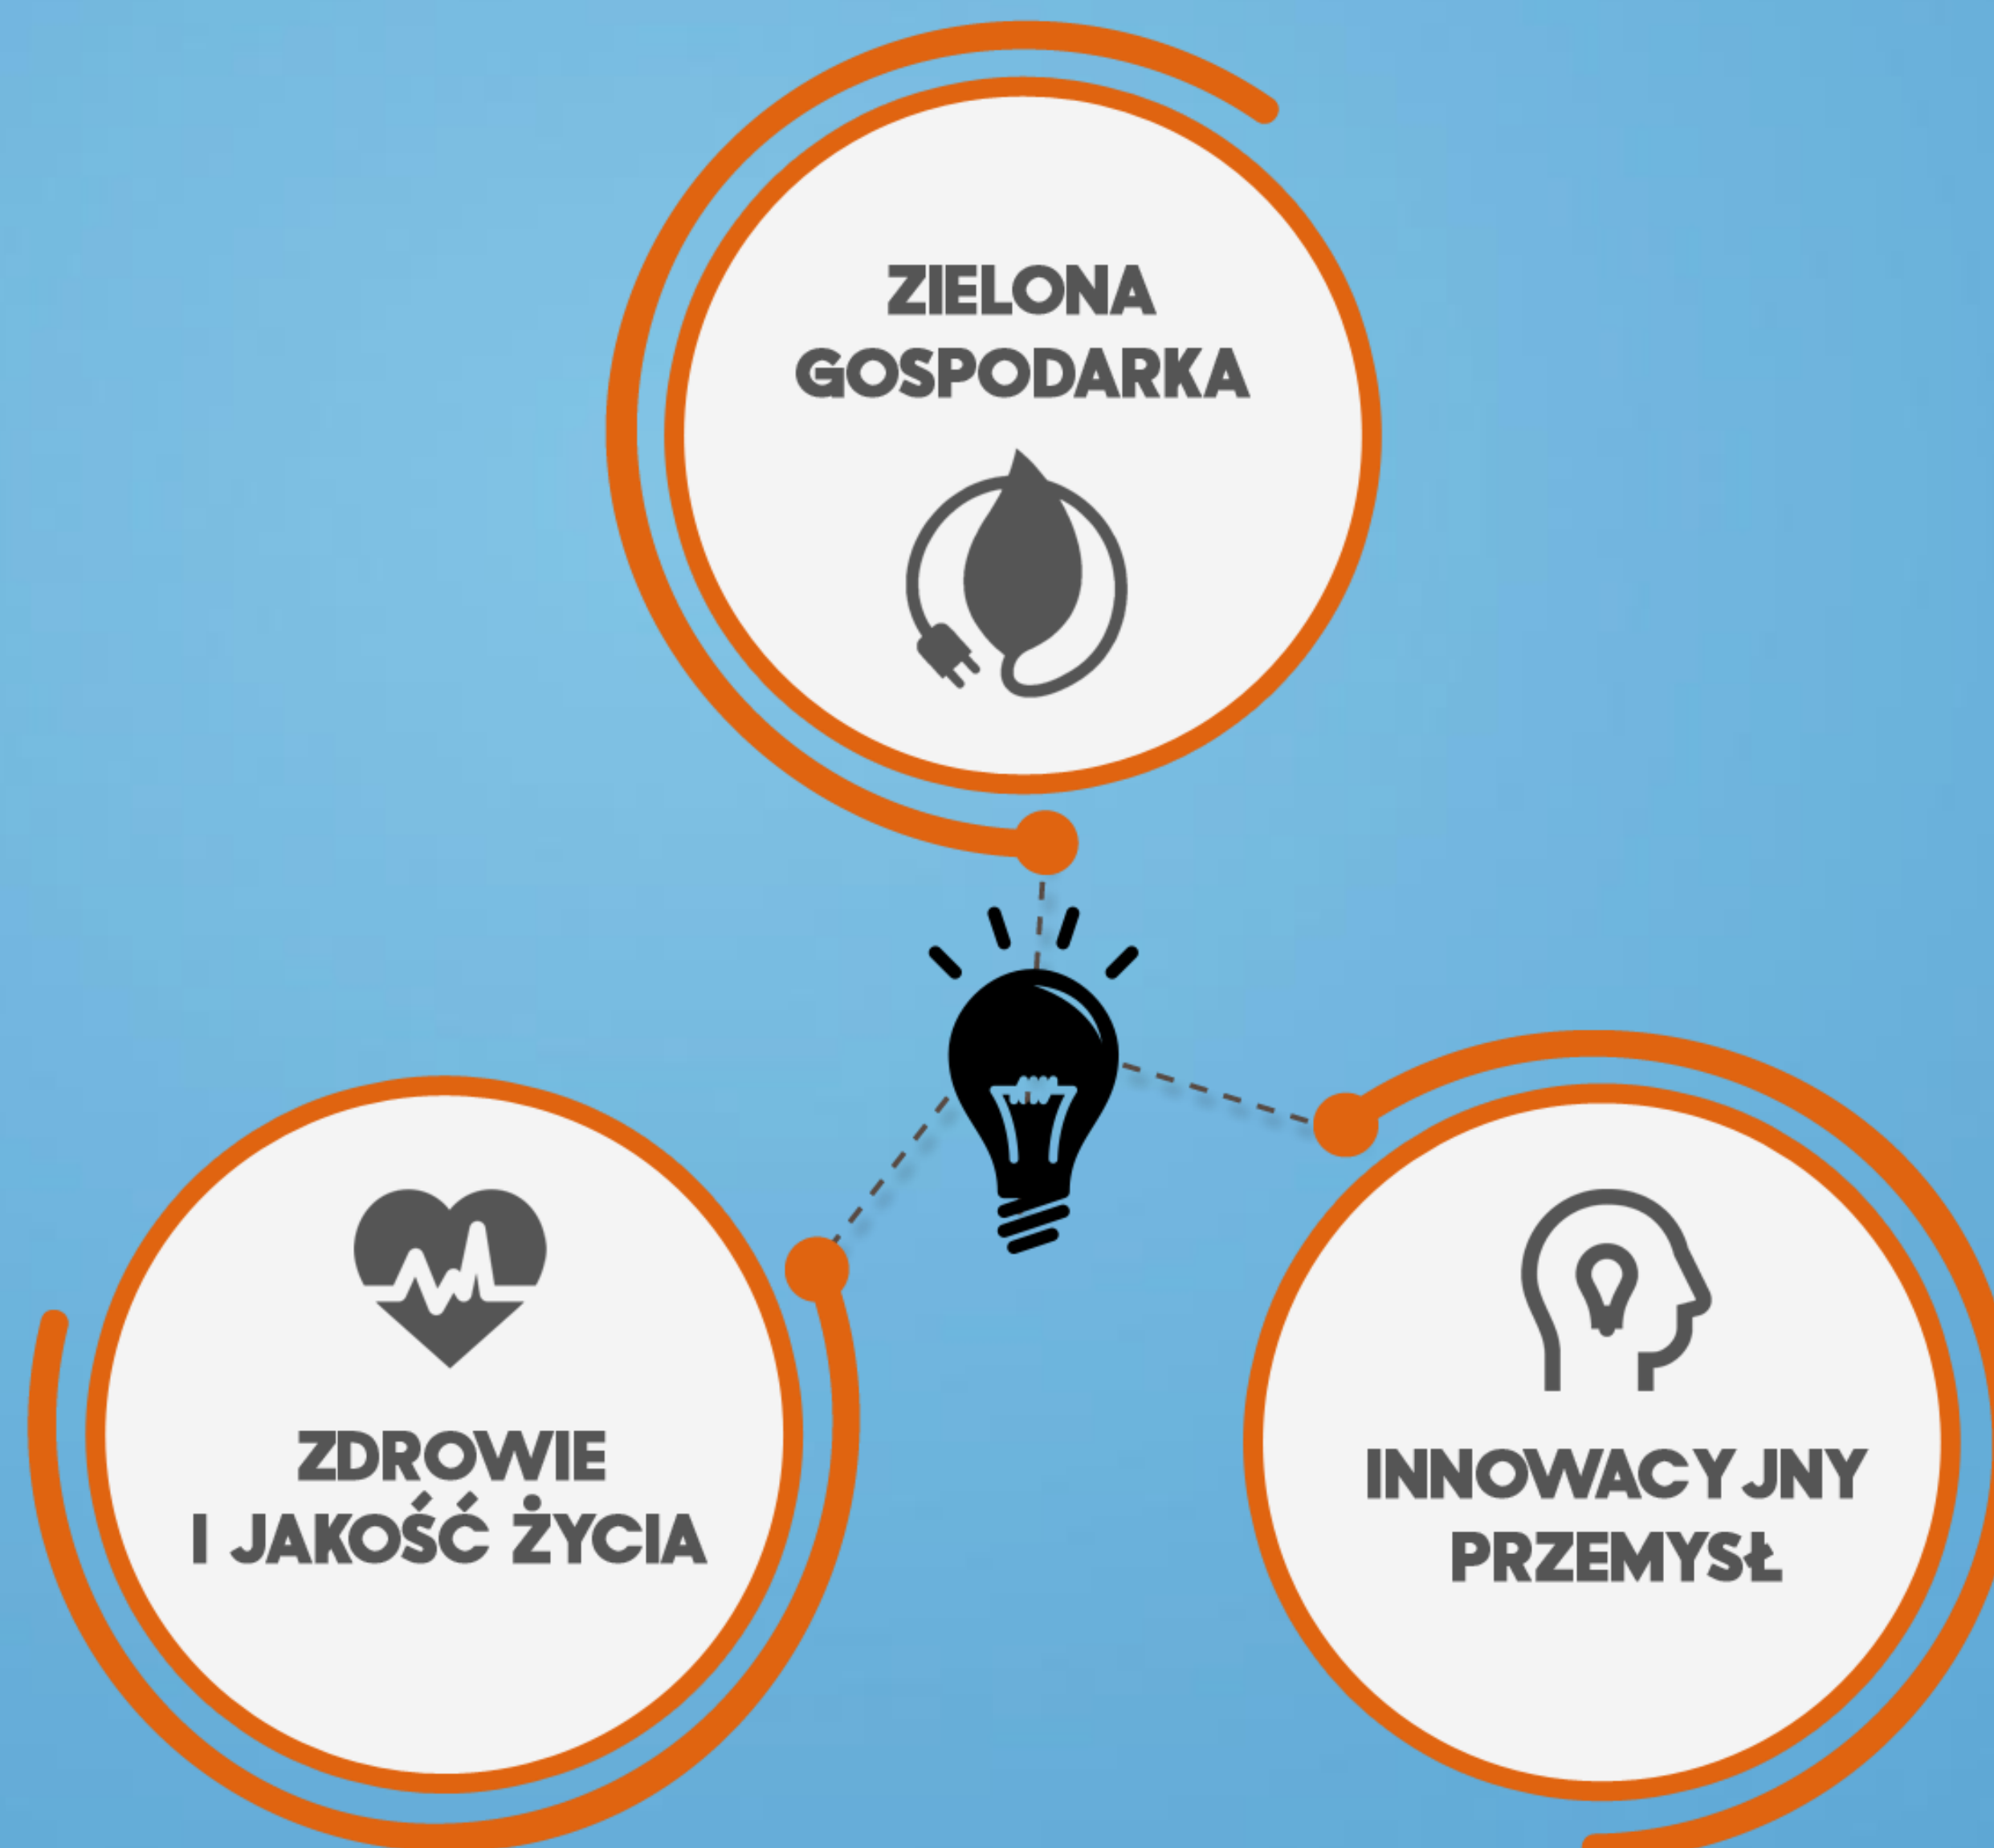 ZIELONA
GOSPODARKA
ZDROWIE
I JAKOŚĆ ŻYCIA
INNOWACYJNY
PRZEMYSŁ